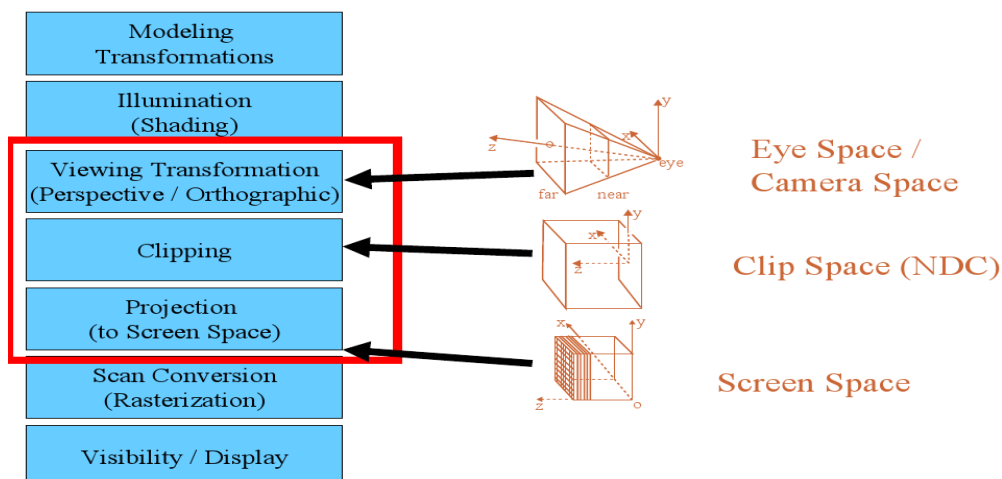 Modeling
Transformations
Illumination
(Shading)
Viewing Transformation
(Perspective / Orthographic)
Clipping
Projection
(to Screen Space)
Scan Conversion
(Rasterization)
Visibility / Display
y
x
z
o
eye
far
near
Eye Space /
Camera Space
y
x
z
Clip Space (NDC)
x
y
z
o
Screen Space